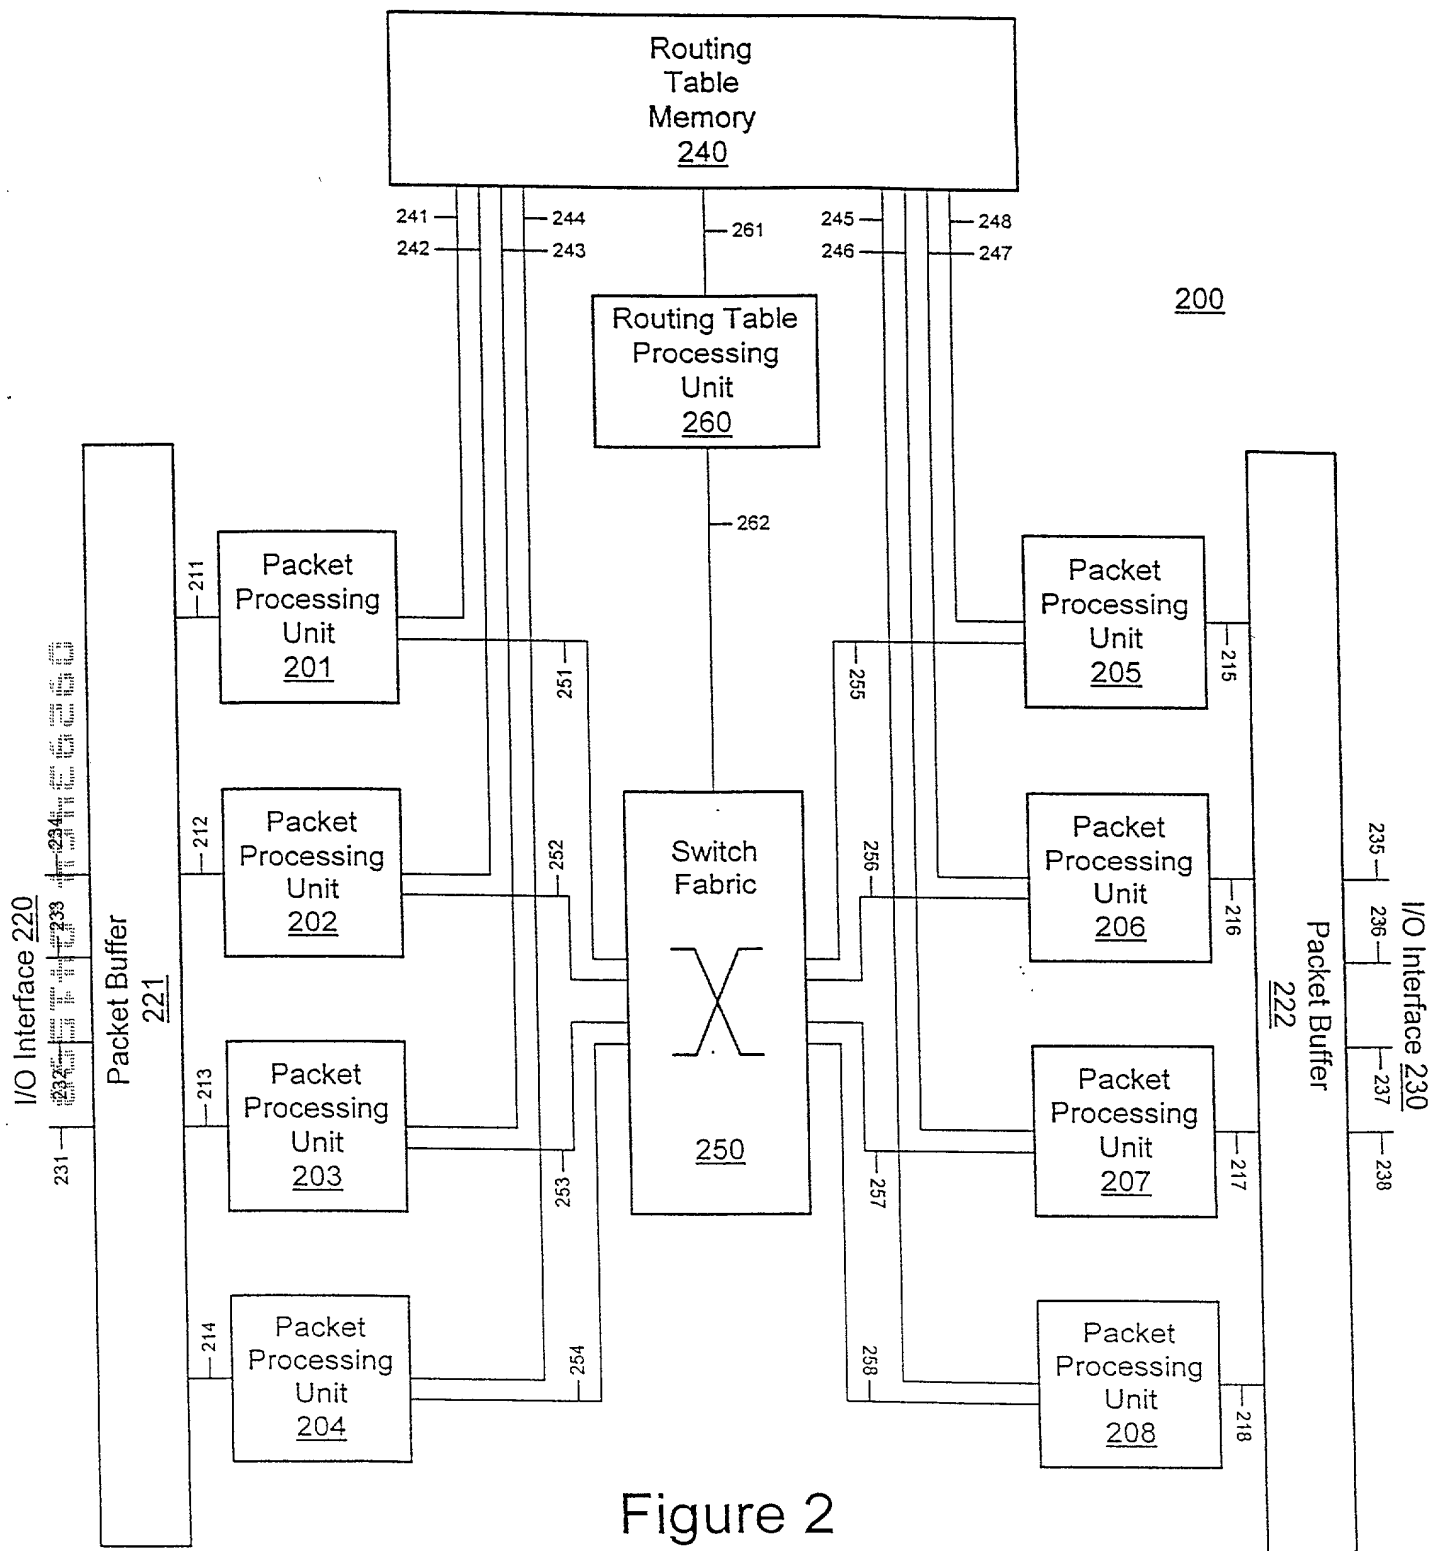 Routing
Table
Memory
240
241
244
242
243
261
245
248
246
247
200
Routing Table
Processing
Unit
260
262
211
Packet
Processing
Unit
201
251
255
Packet
Processing
Unit
205
215
234
212
Packet
Processing
Unit
202
252
Switch
Fabric
250
256
Packet
Processing
Unit
206
216
235
236
233
I/O Interface 220
Packet Buffer
221
232
231
213
Packet
Processing
Unit
203
253
257
Packet
Processing
Unit
207
217
Packet Buffer
222
I/O Interface 230
237
238
214
Packet
Processing
Unit
204
254
258
Packet
Processing
Unit
208
218
Figure 2